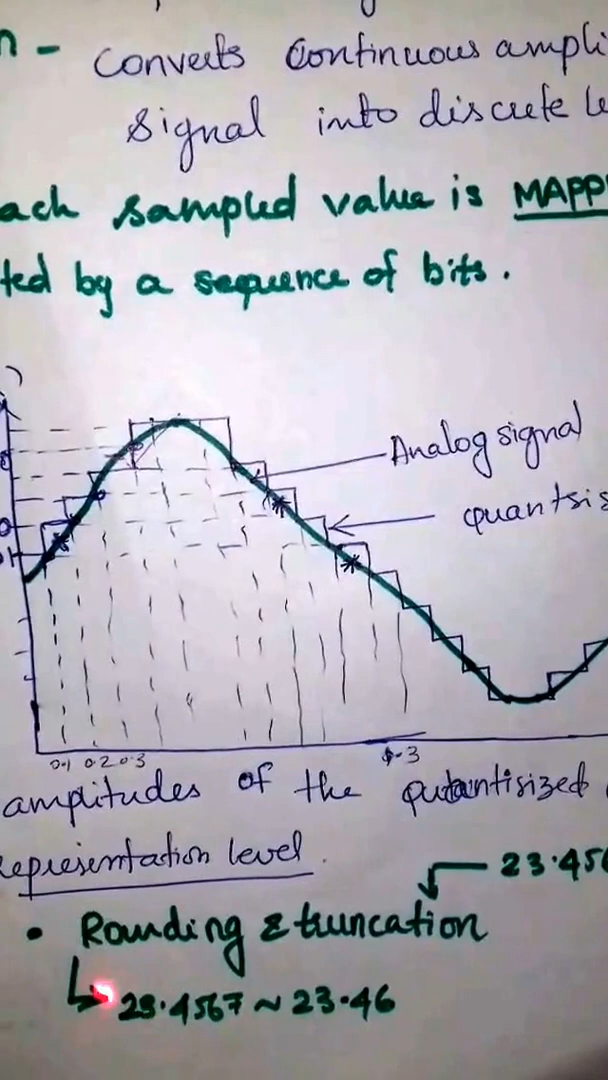 n - Converts Continuous ampli
signal into discrete le
ach sampled value is MAPP
ted by a sequence of bits.
Analog signal
quantsis
0.1 0.2 0.3
0.3
amplitudes of the quantisized
epresentation level.
23.456
• Rounding & truncation
23.4567 ~ 23.46